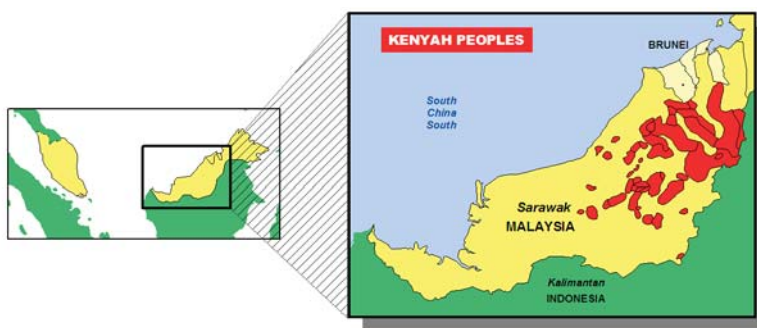 KENYAH PEOPLES
BRUNEI
South
China
South
Sarawak
MALAYSIA
Kalimantan
INDONESIA